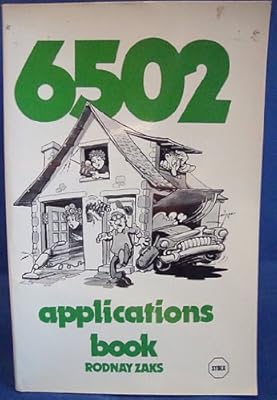 6502
applications
book
RODNAY ZAKS
SYBEX